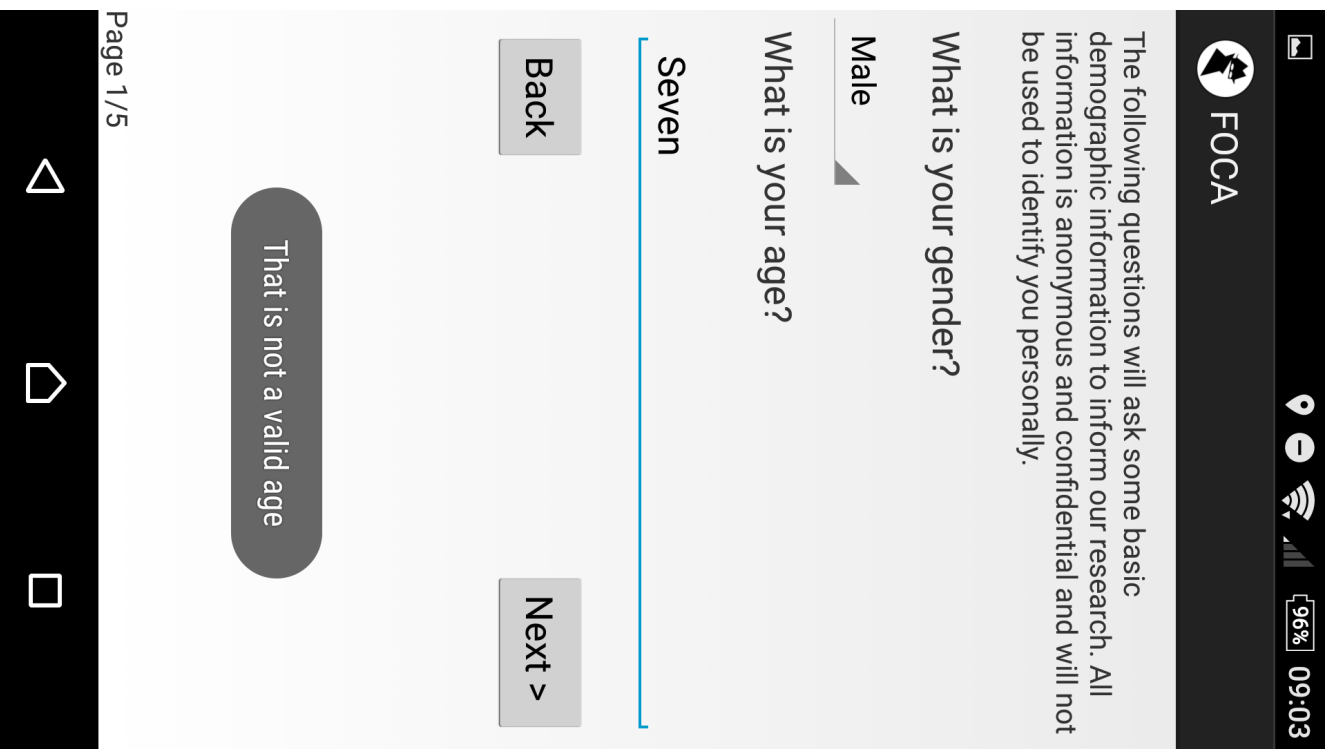 96% 09:03
FOCA
The following questions will ask some basic
demographic information to inform our research. All
information is anonymous and confidential and will not
be used to identify you personally.
What is your gender?
Male
What is your age?
Seven
Back Next >
That is not a valid age
Page 1/5